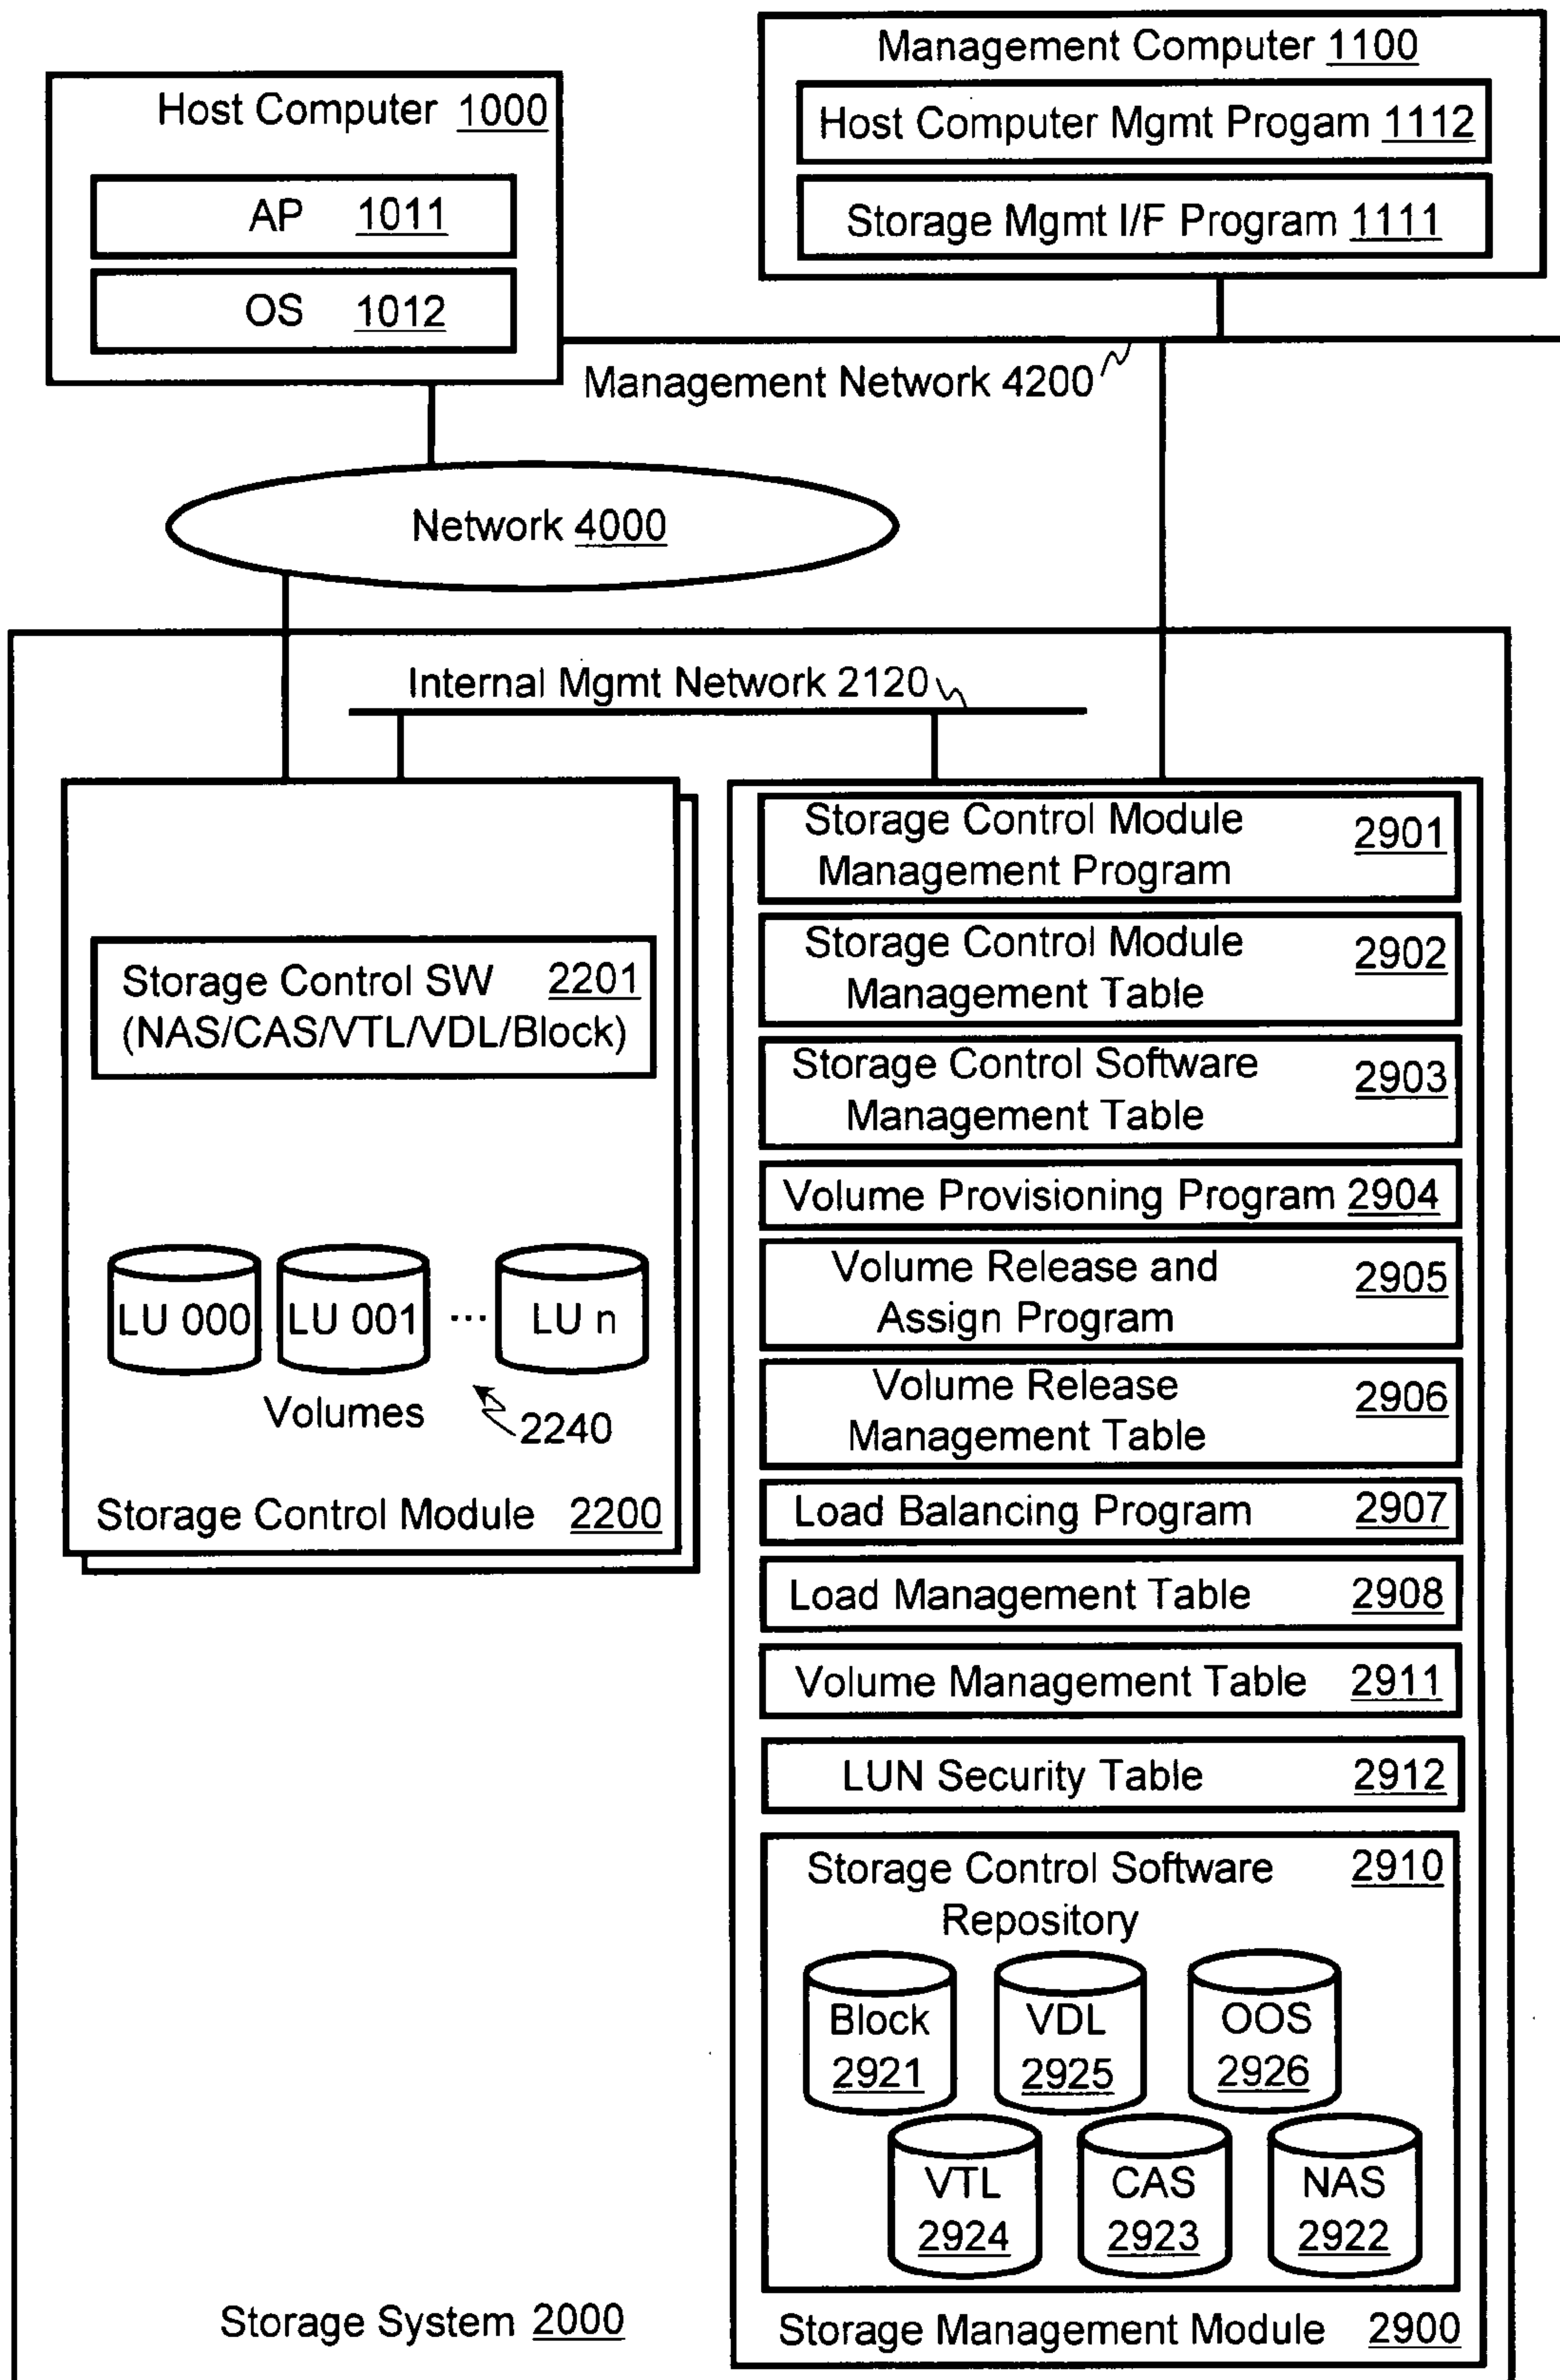 Management Computer 1100
Host Computer Mgmt Progam 1112
Storage Mgmt I/F Program 1111
Host Computer 1000
AP 1011
OS 1012
Management Network 4200
Network 4000
Internal Mgmt Network 2120
Storage Control SW 2201
(NAS/CAS/VTL/VDL/Block)
LU 000 LU 001 ... LU n
Volumes 2240
Storage Control Module 2200
Storage Control Module 2901
Management Program
Storage Control Module 2902
Management Table
Storage Control Software 2903
Management Table
Volume Provisioning Program 2904
Volume Release and 2905
Assign Program
Volume Release 2906
Management Table
Load Balancing Program 2907
Load Management Table 2908
Volume Management Table 2911
LUN Security Table 2912
Storage Control Software 2910
Repository
Block VDL OOS
2921 2925 2926
VTL CAS NAS
2924 2923 2922
Storage Management Module 2900
Storage System 2000